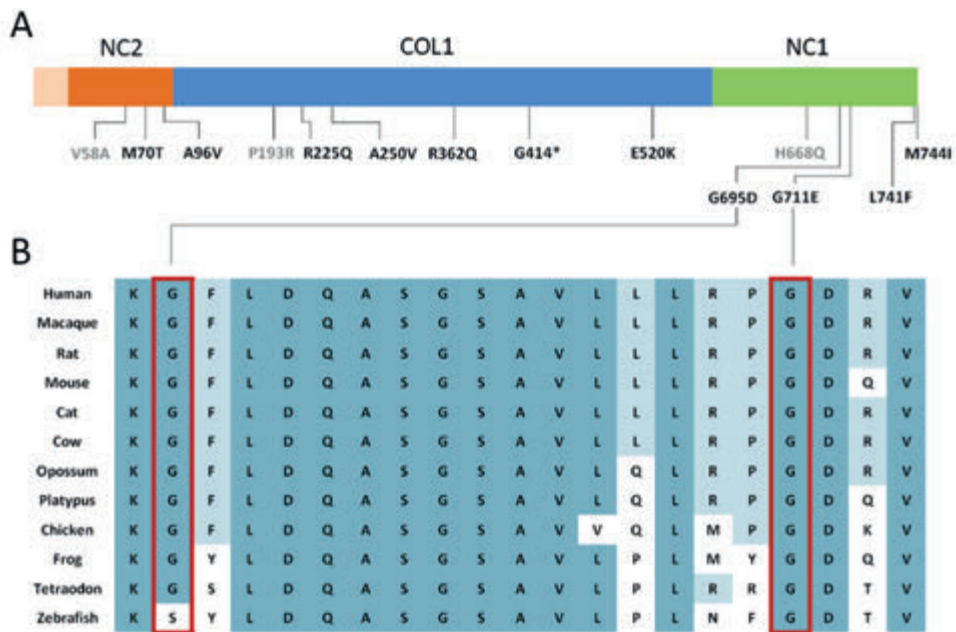 A
NC2 COL1 NC1
V58A M70T A96V P193R R225Q A250V R362Q G414* E520K H668Q M744I
G695D G711E L741F
B
Human K G F L D Q A S G S A V L L L R P G D R V
Macaque K G F L D Q A S G S A V L L L R P G D R V
Rat K G F L D Q A S G S A V L L L R P G D R V
Mouse K G F L D Q A S G S A V L L L R P G D Q V
Cat K G F L D Q A S G S A V L L L R P G D R V
Cow K G F L D Q A S G S A V L L L R P G D R V
Opossum K G F L D Q A S G S A V L Q L R P G D R V
Platypus K G F L D Q A S G S A V L Q L R P G D Q V
Chicken K G F L D Q A S G S A V V Q L M P G D K V
Frog K G Y L D Q A S G S A V L P L M Y G D Q V
Tetraodon K G S L D Q A S G S A V L P L R R G D T V
Zebrafish K S Y L D Q A S G S A V L P L N F G D T V